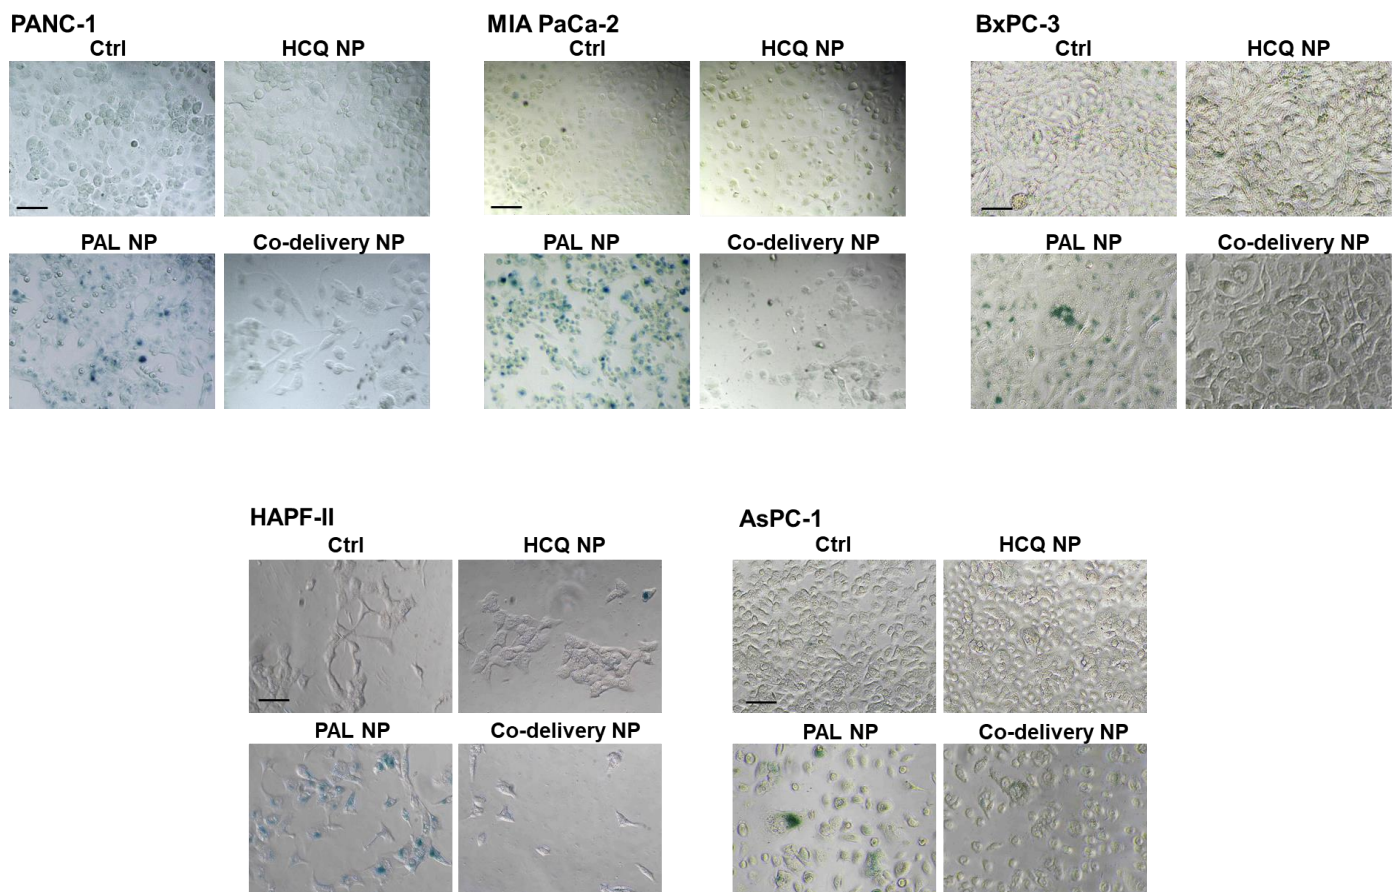 PANC-1
Ctrl HCQ NP
PAL NP Co-delivery NP
MIA PaCa-2
Ctrl HCQ NP
PAL NP Co-delivery NP
BxPC-3
Ctrl HCQ NP
PAL NP Co-delivery NP
HAPF-II
Ctrl HCQ NP
PAL NP Co-delivery NP
AsPC-1
Ctrl HCQ NP
PAL NP Co-delivery NP